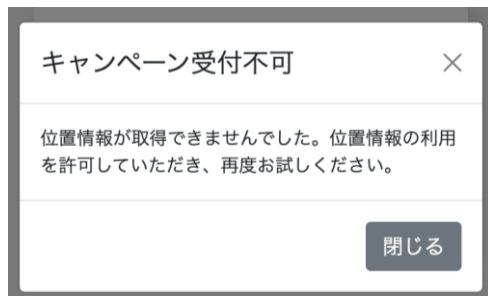 キャンペーン受付不可
位置情報が取得できませんでした。位置情報の利用
を許可していただき、再度お試しください。
閉じる